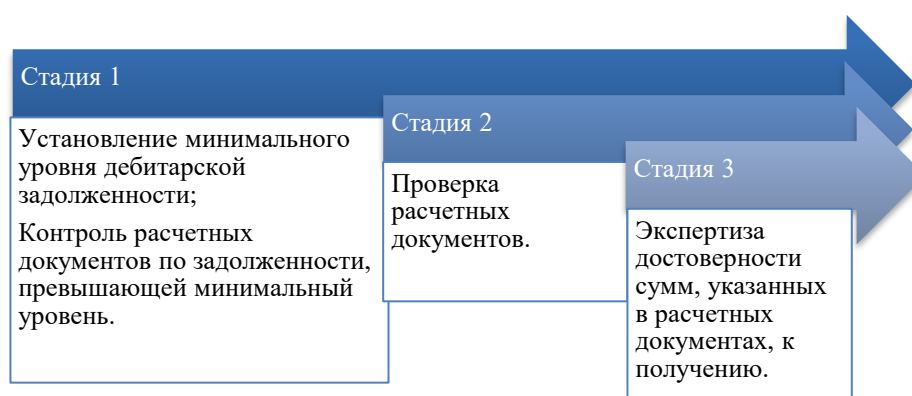 Стадия 1
Установление минимального
уровня дебитарской
задолженности;
Контроль расчетных
документов по задолженности,
превышающей минимальный
уровень.
Стадия 2
Проверка
расчетных
документов.
Стадия 3
Экспертиза
достоверности
сумм, указанных
в расчетных
документах, к
получению.